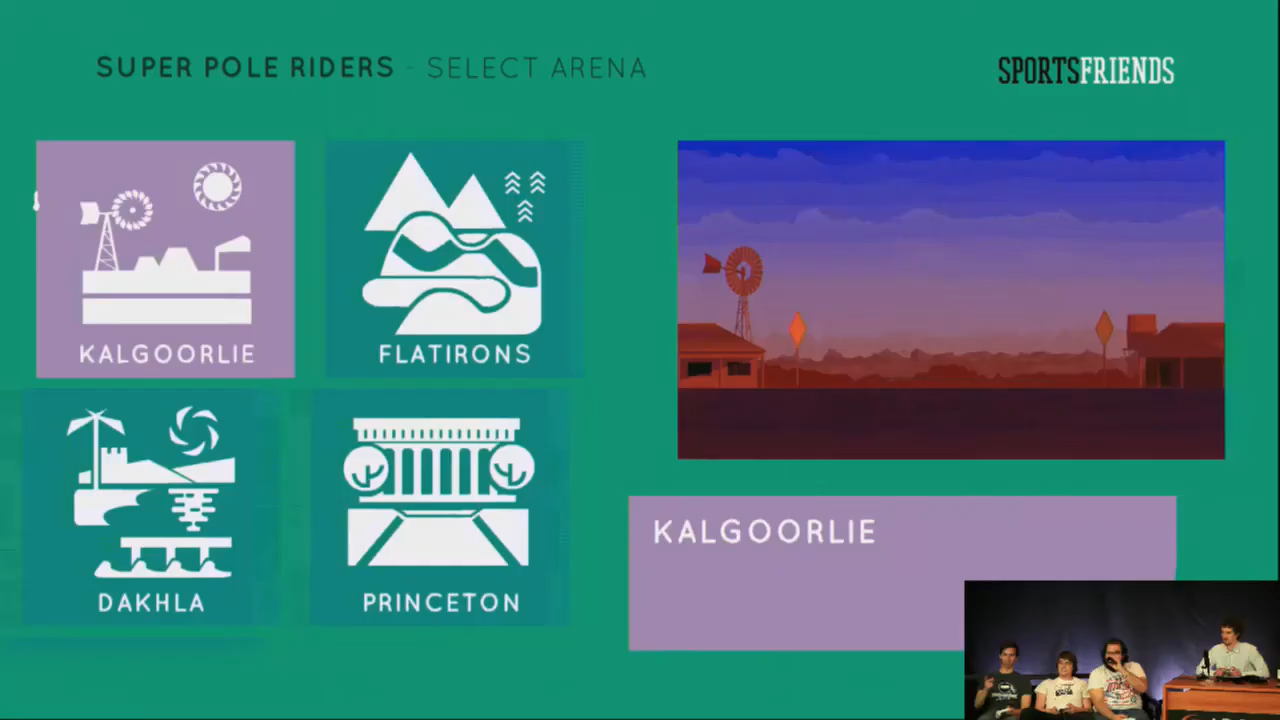 SUPER POLE RIDERS - SELECT ARENA
SPORTSFRIENDS
KALGOORLIE
FLATIRONS
DAKHLA
PRINCETON
KALGOORLIE